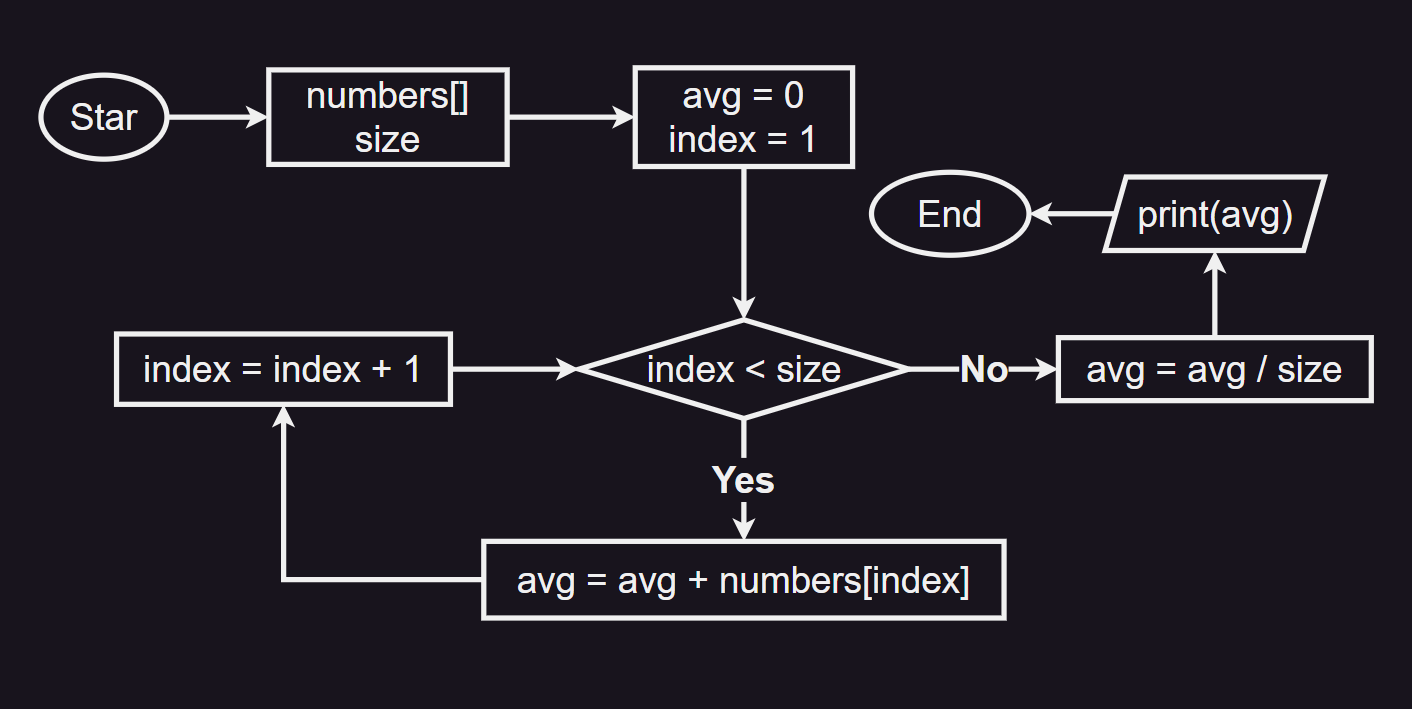 Star
numbers[]
size
avg = 0
index = 1
End
print(avg)
index = index + 1
index < size
No
avg = avg / size
Yes
avg = avg + numbers[index]